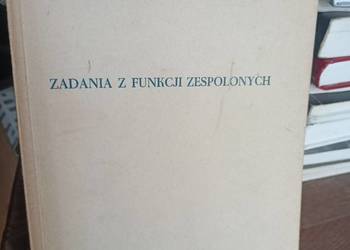 ZADANIA Z FUNKCJI ZESPOLONYCH